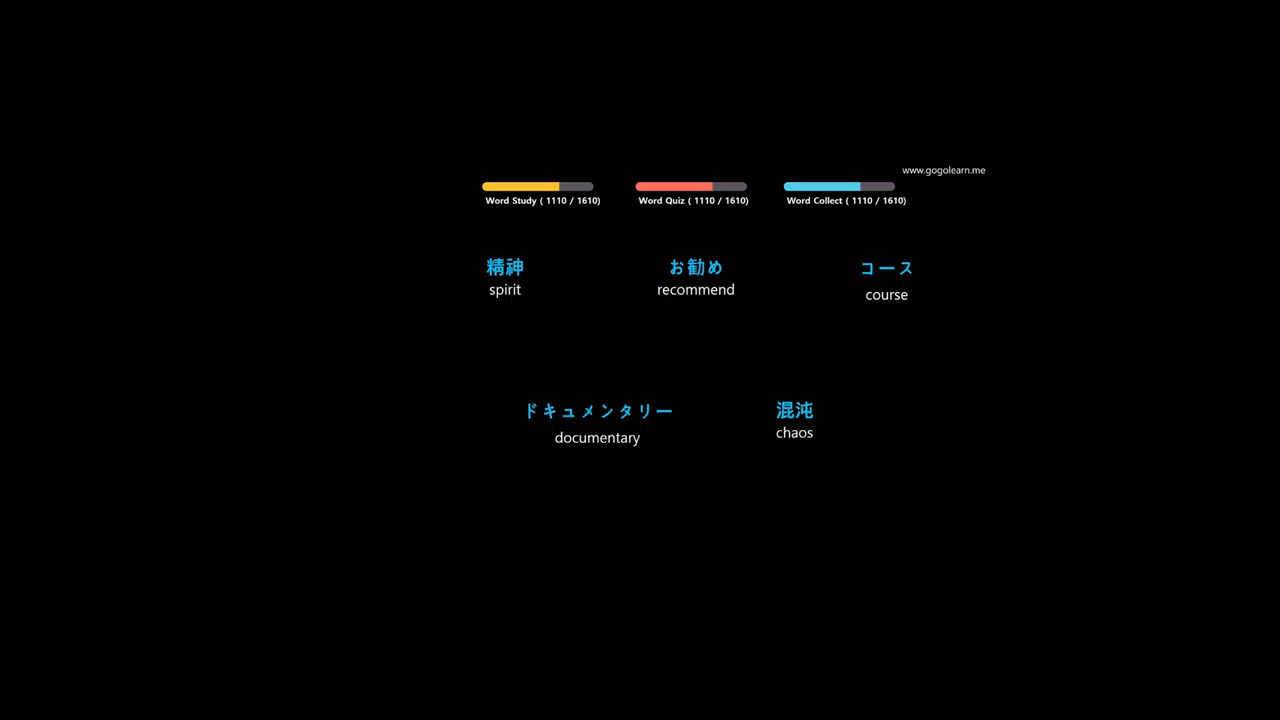 www.gogolearn.me
Word Study ( 1110 / 1610)
Word Quiz ( 1110 / 1610)
Word Collect ( 1110 / 1610)
精神
spirit
お勧め
recommend
コース
course
ドキュメンタリー
documentary
混沌
chaos